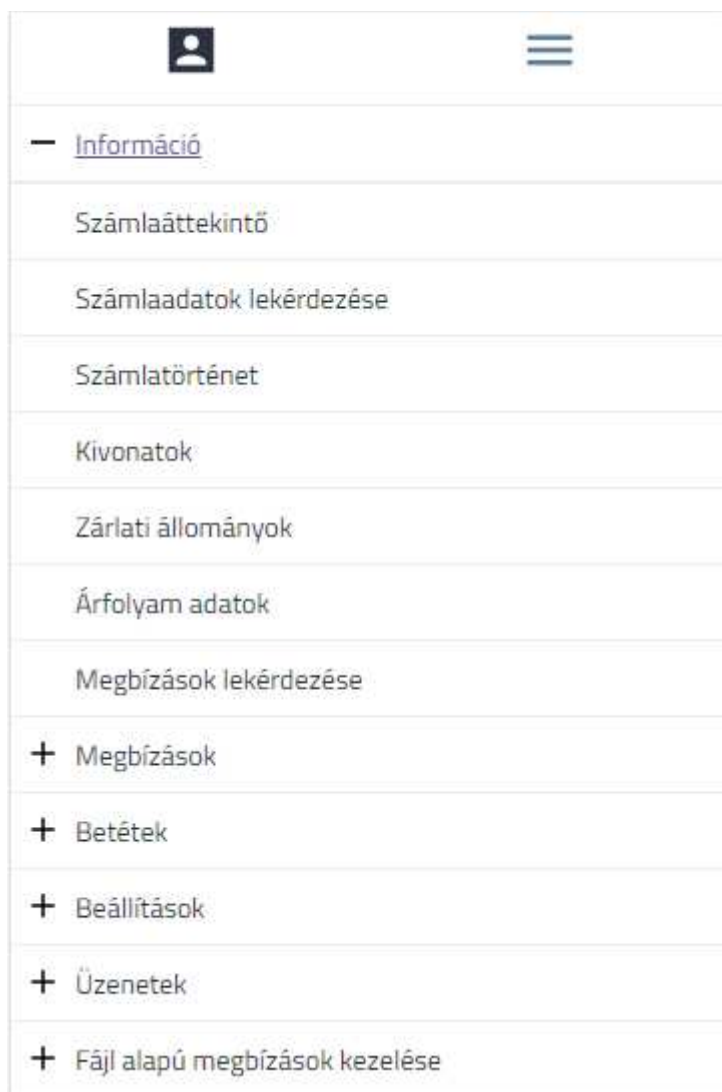 Információ
Számlaáttekintő
Számlaadatok lekérdezése
Számlatörténet
Kivonatok
Zárlati állományok
Árfolyam adatok
Megbízások lekérdezése
Megbízások
Betétek
Beállítások
Üzenetek
Fájl alapú megbízások kezelése